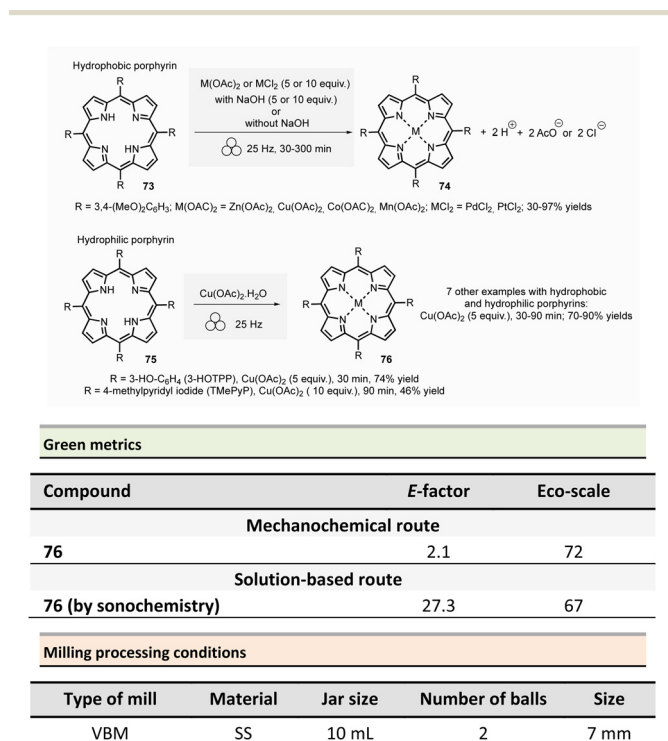 Hydrophobic porphyrin
R
NH
N
R
R
N
HN
R
73
M(OAc)2 or MCl2 (5 or 10 equiv.)
with NaOH (5 or 10 equiv.)
or
without NaOH
25 Hz, 30-300 min
R
N
N
R
M
R
N
N
R
74
+ 2 H⊕ + 2 AcO⊖ or 2 Cl⊖
R = 3,4-(MeO)2C6H3; M(OAC)2 = Zn(OAc)2, Cu(OAc)2, Co(OAC)2, Mn(OAc)2; MCl2 = PdCl2, PtCl2; 30-97% yields
Hydrophilic porphyrin
R
NH
N
R
R
N
HN
R
75
Cu(OAc)2.H2O
25 Hz
R
N
N
R
M
R
N
N
R
76
7 other examples with hydrophobic
and hydrophilic porphyrins:
Cu(OAc)2 (5 equiv.), 30-90 min; 70-90% yields
R = 3-HO-C6H4 (3-HOTPP), Cu(OAc)2 (5 equiv.), 30 min, 74% yield
R = 4-methylpyridyl iodide (TMePyP), Cu(OAc)2 ( 10 equiv.), 90 min, 46% yield
Green metrics
Compound E-factor Eco-scale
Mechanochemical route
76 2.1 72
Solution-based route
76 (by sonochemistry) 27.3 67
Milling processing conditions
Type of mill Material Jar size Number of balls Size
VBM SS 10 mL 2 7 mm